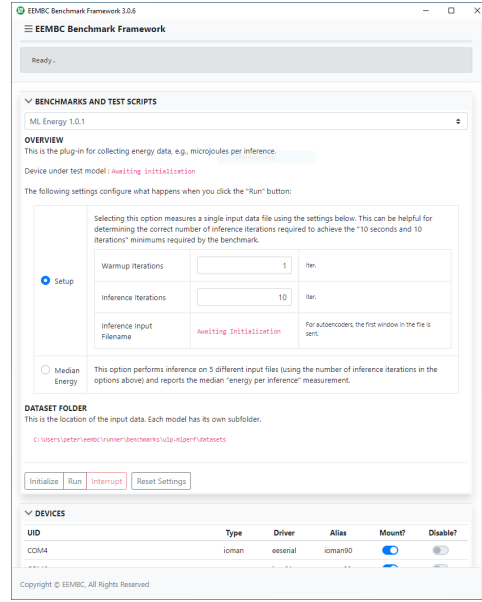 EEMBC Benchmark Framework 3.0.6
EEMBC Benchmark Framework
Ready.
BENCHMARKS AND TEST SCRIPTS
ML Energy 1.0.1
OVERVIEW
This is the plug-in for collecting energy data, e.g., microjoules per inference.
Device under test model : Awaiting initialization
The following settings configure what happens when you click the "Run" button:
Selecting this option measures a single input data file using the settings below. This can be helpful for
determining the correct number of inference iterations required to achieve the "10 seconds and 10
iterations" minimums required by the benchmark.
Setup
Warmup Iterations 1 iter.
Inference Iterations 10 iter.
Inference Input
Filename
Awaiting Initialization
For autoencoders, the first window in the file is
sent.
Median
Energy
This option performs inference on 5 different input files (using the number of inference iterations in the
options above) and reports the median "energy per inference" measurement.
DATASET FOLDER
This is the location of the input data. Each model has its own subfolder.
C:\Users\peter\eembc\runner\benchmarks\ulp-mlperf\datasets
Initialize Run Interrupt Reset Settings
DEVICES
UID Type Driver Alias Mount? Disable?
COM4 ioman eeserial ioman90
Copyright © EEMBC, All Rights Reserved